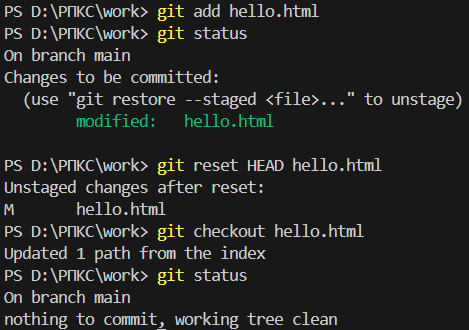 PS D:\РПКС\work> git add hello.html
PS D:\РПКС\work> git status
On branch main
Changes to be committed:
  (use "git restore --staged <file>..." to unstage)
        modified:   hello.html

PS D:\РПКС\work> git reset HEAD hello.html
Unstaged changes after reset:
M       hello.html
PS D:\РПКС\work> git checkout hello.html
Updated 1 path from the index
PS D:\РПКС\work> git status
On branch main
nothing to commit, working tree clean